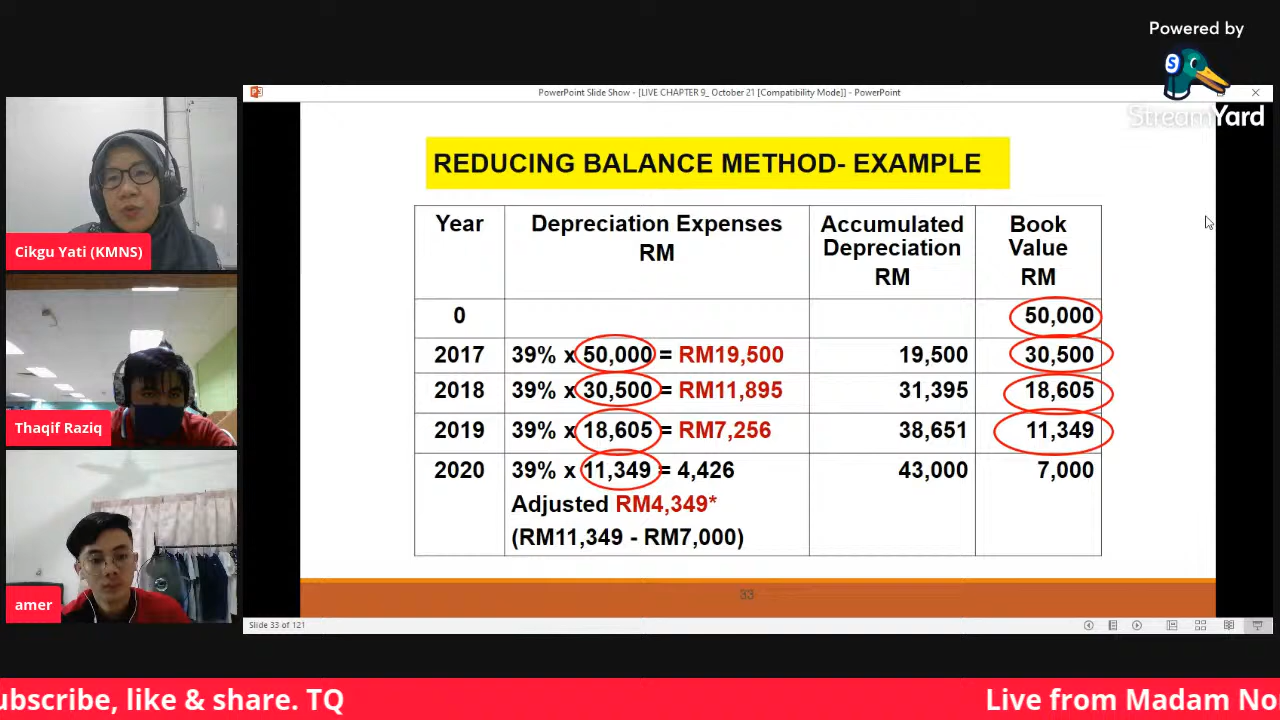 Powered by
StreamYard
PowerPoint Slide Show - [LIVE CHAPTER 9_ October 21 [Compatibility Mode]] - PowerPoint
REDUCING BALANCE METHOD- EXAMPLE
Year Depreciation Expenses RM Accumulated Depreciation RM Book Value RM
0 50,000
2017 39% x 50,000 = RM19,500 19,500 30,500
2018 39% x 30,500 = RM11,895 31,395 18,605
2019 39% x 18,605 = RM7,256 38,651 11,349
2020 39% x 11,349 = 4,426 43,000 7,000
Adjusted RM4,349*
(RM11,349 - RM7,000)
33
Slide 33 of 121
Cikgu Yati (KMNS)
Thaqif Raziq
amer
ubscribe, like & share. TQ
Live from Madam No